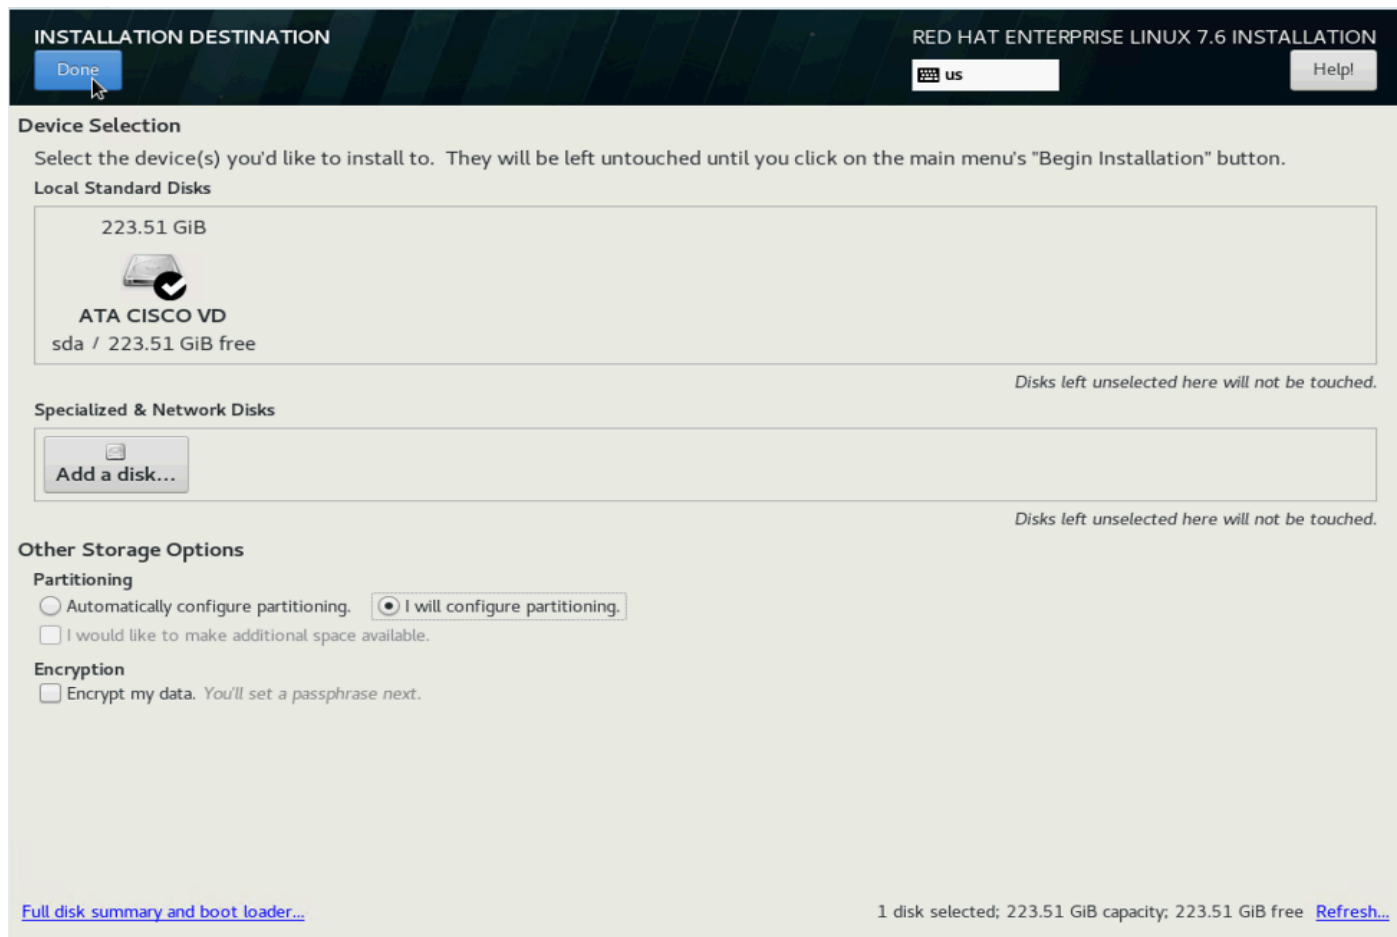 INSTALLATION DESTINATION
RED HAT ENTERPRISE LINUX 7.6 INSTALLATION
Done
us
Help!
Device Selection
Select the device(s) you'd like to install to.  They will be left untouched until you click on the main menu's "Begin Installation" button.
Local Standard Disks
223.51 GiB
ATA CISCO VD
sda / 223.51 GiB free
Disks left unselected here will not be touched.
Specialized & Network Disks
Add a disk...
Disks left unselected here will not be touched.
Other Storage Options
Partitioning
Automatically configure partitioning. I will configure partitioning.
I would like to make additional space available.
Encryption
Encrypt my data. You'll set a passphrase next.
Full disk summary and boot loader... 1 disk selected; 223.51 GiB capacity; 223.51 GiB free Refresh...